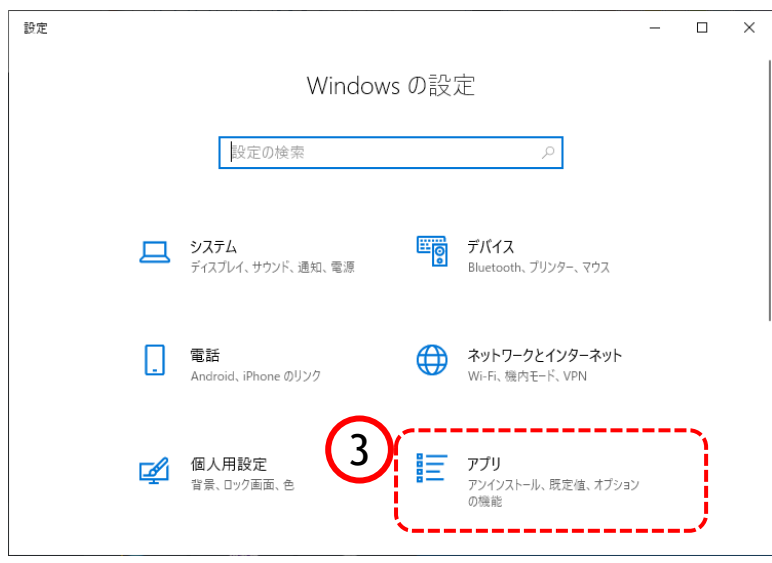 設定
Windows の設定
設定の検索
システム
ディスプレイ、サウンド、通知、電源
デバイス
Bluetooth、プリンター、マウス
電話
Android、iPhone のリンク
ネットワークとインターネット
Wi-Fi、機内モード、VPN
個人用設定
背景、ロック画面、色
3
アプリ
アンインストール、既定値、オプション
の機能